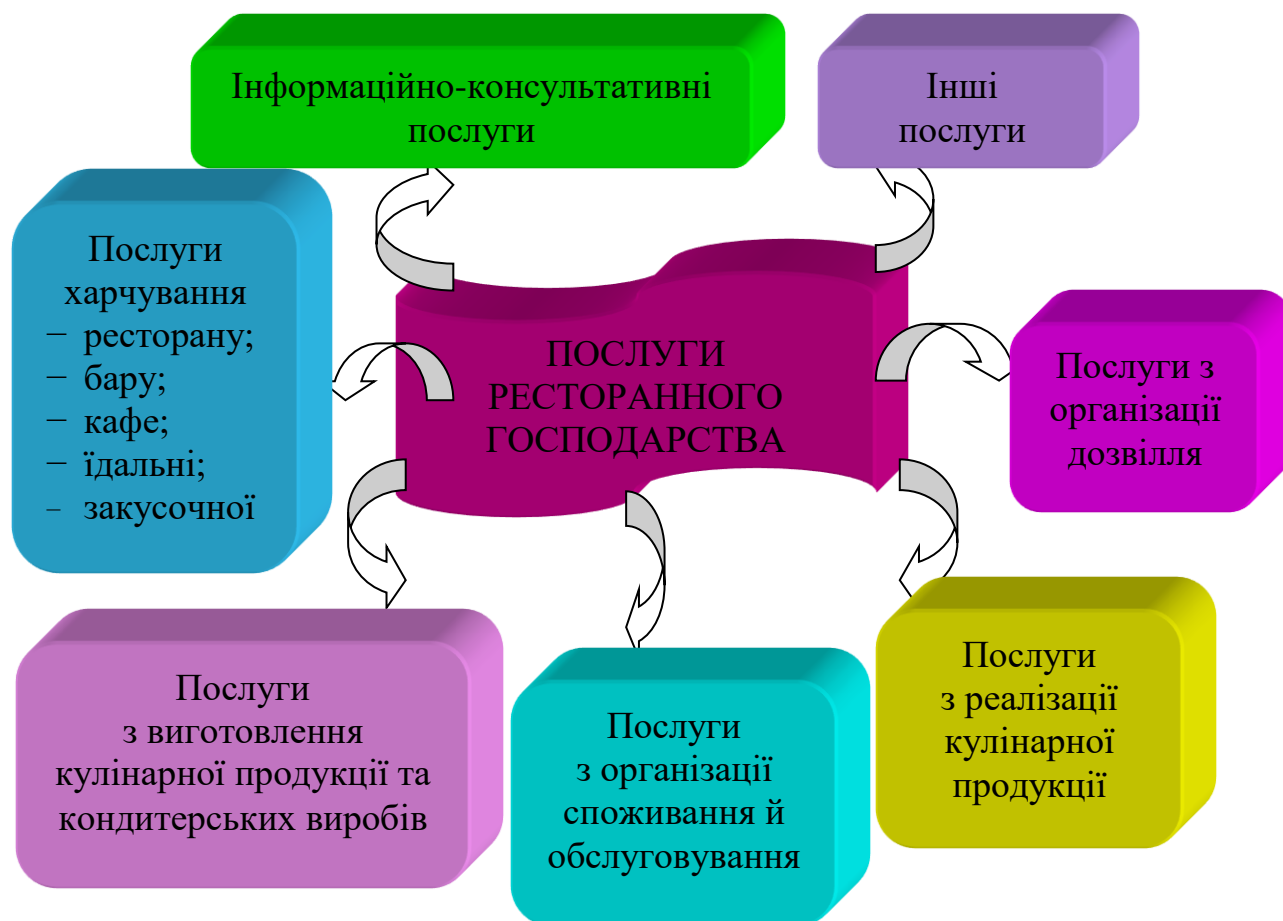 Інформаційно-консультативні
послуги
Інші
послуги
Послуги
харчування
− ресторану;
− бару;
− кафе;
− їдальні;
- закусочної
ПОСЛУГИ
РЕСТОРАННОГО
ГОСПОДАРСТВА
Послуги з
організації
дозвілля
Послуги
з виготовлення
кулінарної продукції та
кондитерських виробів
Послуги
з організації
споживання й
обслуговування
Послуги
з реалізації
кулінарної
продукції